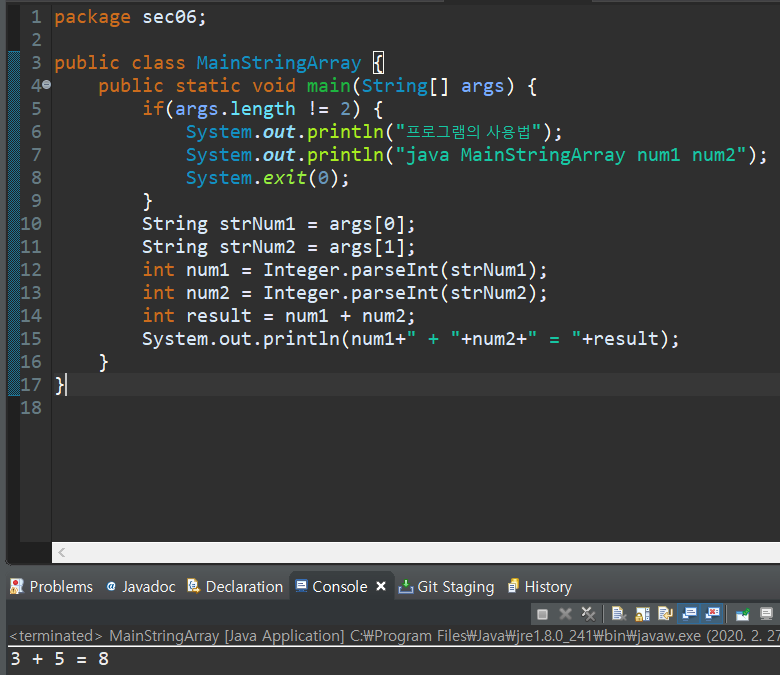 1 package sec06;
2
3 public class MainStringArray {
4 public static void main(String[] args) {
5 if(args.length != 2) {
6 System.out.println("프로그램의 사용법");
7 System.out.println("java MainStringArray num1 num2");
8 System.exit(0);
9 }
10 String strNum1 = args[0];
11 String strNum2 = args[1];
12 int num1 = Integer.parseInt(strNum1);
13 int num2 = Integer.parseInt(strNum2);
14 int result = num1 + num2;
15 System.out.println(num1+" + "+num2+" = "+result);
16 }
17 }
18
Problems @ Javadoc Declaration Console Git Staging History
<terminated> MainStringArray [Java Application] C:₩Program Files₩Java₩jre1.8.0_241₩bin₩javaw.exe (2020. 2. 27
3 + 5 = 8